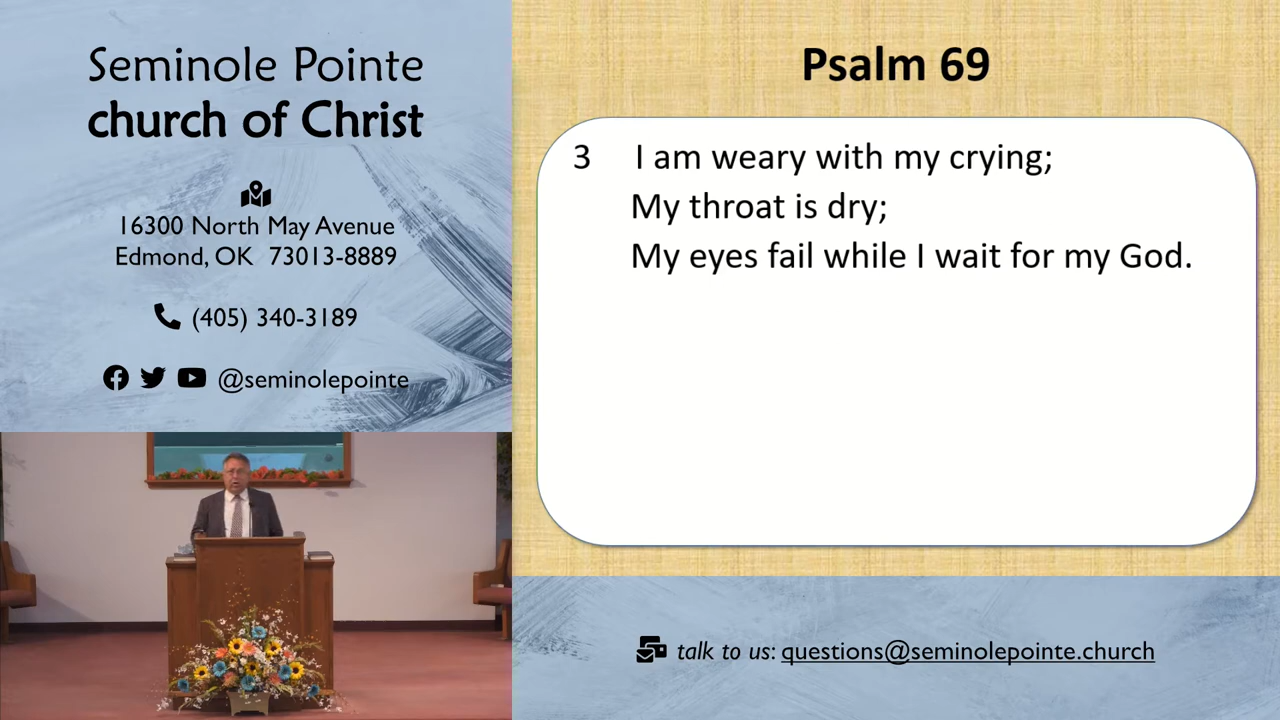 Seminole Pointe
church of Christ
16300 North May Avenue
Edmond, OK 73013-8889
(405) 340-3189
@seminolepointe
Psalm 69
3 I am weary with my crying;
My throat is dry;
My eyes fail while I wait for my God.
talk to us: questions@seminolepointe.church